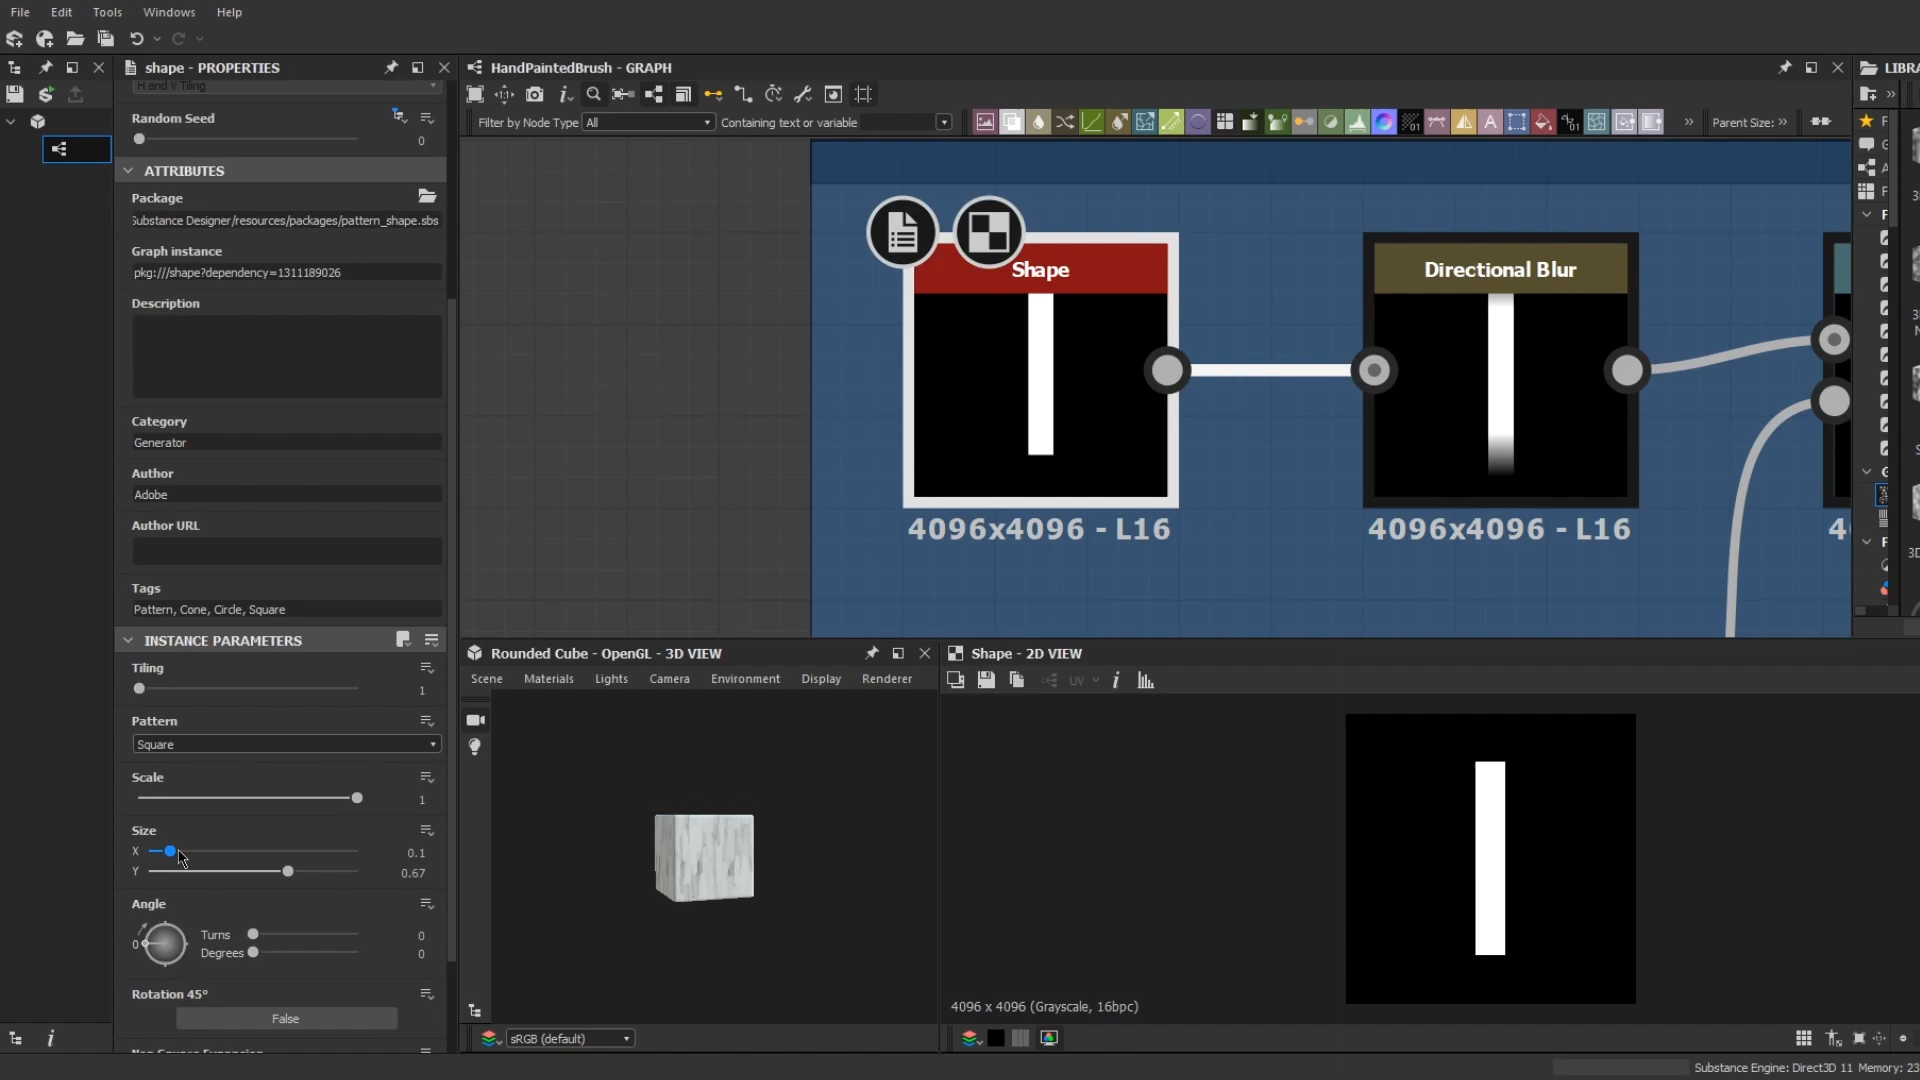 File Edit Tools Windows Help
shape - PROPERTIES
HandPaintedBrush - GRAPH
H and V Tiling
Filter by Node Type All
Containing text or variable
Parent Size:
Random Seed
0
ATTRIBUTES
Package
Substance Designer/resources/packages/pattern_shape.sbs
Graph instance
pkg:///shape?dependency=1311189026
Description
Category
Generator
Author
Adobe
Author URL
Tags
Pattern, Cone, Circle, Square
INSTANCE PARAMETERS
Tiling
1
Pattern
Square
Scale
1
Size
X 0.1
Y 0.67
Angle
0
Turns 0
Degrees 0
Rotation 45°
False
Shape
4096x4096 - L16
Directional Blur
4096x4096 - L16
Rounded Cube - OpenGL - 3D VIEW
Scene Materials Lights Camera Environment Display Renderer
sRGB (default)
Shape - 2D VIEW
UV
4096 x 4096 (Grayscale, 16bpc)
Substance Engine: Direct3D 11 Memory: 23